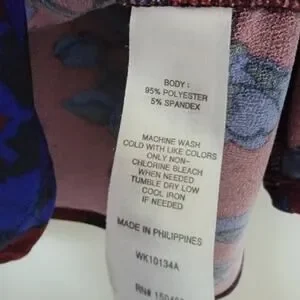 BODY:
95% POLYESTER
5% SPANDEX
MACHINE WASH
COLD WITH LIKE COLORS
ONLY NON-
CHLORINE BLEACH
WHEN NEEDED
TUMBLE DRY LOW
COOL IRON
IF NEEDED
MADE IN PHILIPPINES
WK10134A
RN#